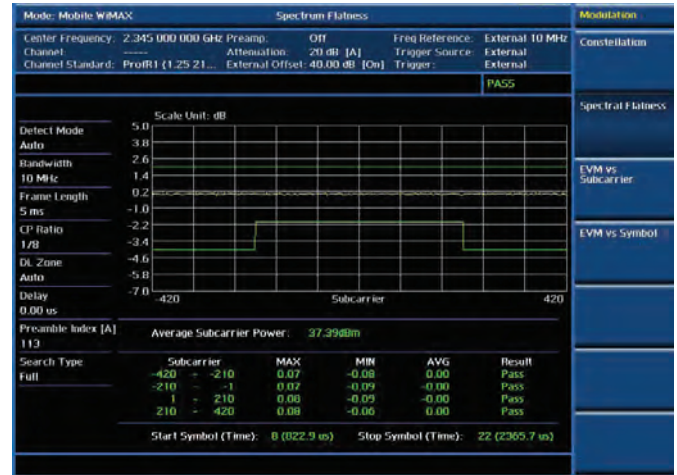 Mode: Mobile WiMAX Spectrum Flatness Modulation
Center Frequency: 2.345 000 000 GHz Preamp: Off Freq Reference: External 10 MHz
Channel: ----- Attenuation: 20 dB [A] Trigger Source: External
Channel Standard: ProfR1 (1.25 21... External Offset: 40.00 dB [On] Trigger: External
PASS
Constellation
Spectral Flatness
EVM vs Subcarrier
EVM vs Symbol
Scale Unit: dB
Detect Mode
Auto
Bandwidth
10 MHz
Frame Length
5 ms
CP Ratio
1/8
DL Zone
Auto
Delay
0.00 us
Preamble Index [A]
113
Search Type
Full
5.0
3.8
2.6
1.4
0.2
-1.0
-2.2
-3.4
-4.6
-5.8
-7.0
-420 Subcarrier 420
Average Subcarrier Power: 37.39dBm
Subcarrier MAX MIN AVG Result
-420 - -210 0.07 -0.08 0.00 Pass
-210 - -1 0.07 -0.09 -0.00 Pass
1 - 210 0.08 -0.09 -0.00 Pass
210 - 420 0.08 -0.06 0.00 Pass
Start Symbol (Time): 8 (822.9 us) Stop Symbol (Time): 22 (2365.7 us)